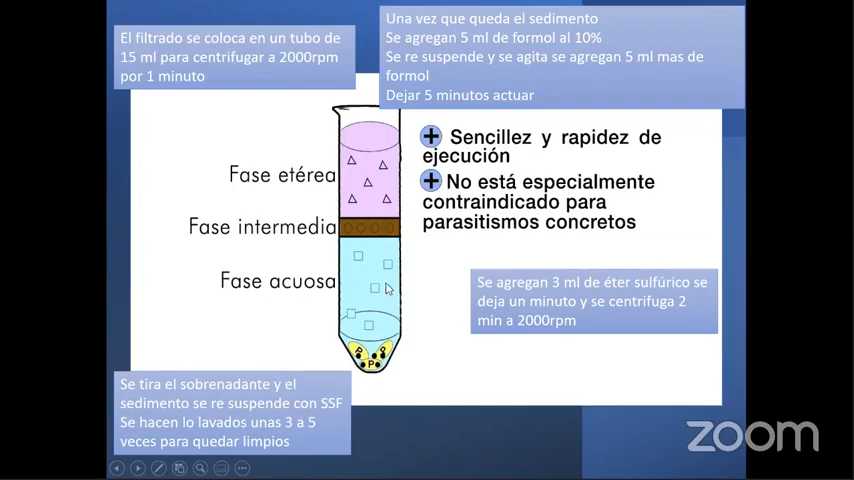 El filtrado se coloca en un tubo de
15 ml para centrifugar a 2000rpm
por 1 minuto
Una vez que queda el sedimento
Se agregan 5 ml de formol al 10%
Se re suspende y se agita se agregan 5 ml mas de
formol
Dejar 5 minutos actuar
Fase etérea
Fase intermedia
Fase acuosa
P
P
P
Sencillez y rapidez de
ejecución
No está especialmente
contraindicado para
parasitismos concretos
Se agregan 3 ml de éter sulfúrico se
deja un minuto y se centrifuga 2
min a 2000rpm
Se tira el sobrenadante y el
sedimento se re suspende con SSF
Se hacen lo lavados unas 3 a 5
veces para quedar limpios
zoom